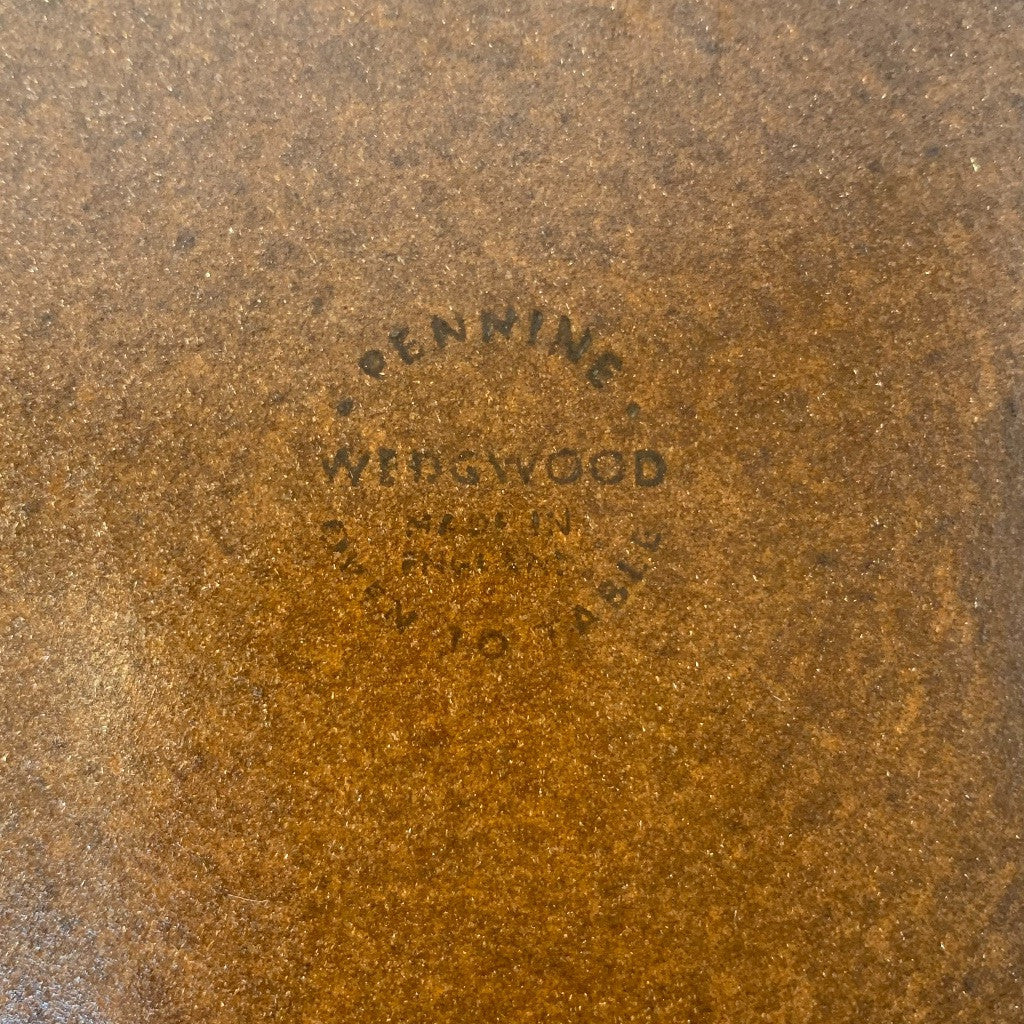 PENNINE
WEDGWOOD
MADE IN
ENGLAND
OVEN TO TABLE